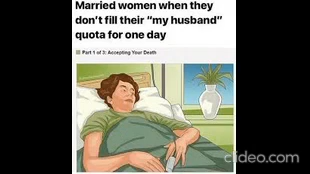 Married women when they
don't fill their "my husband"
quota for one day
Part 1 of 3: Accepting Your Death
clideo.com